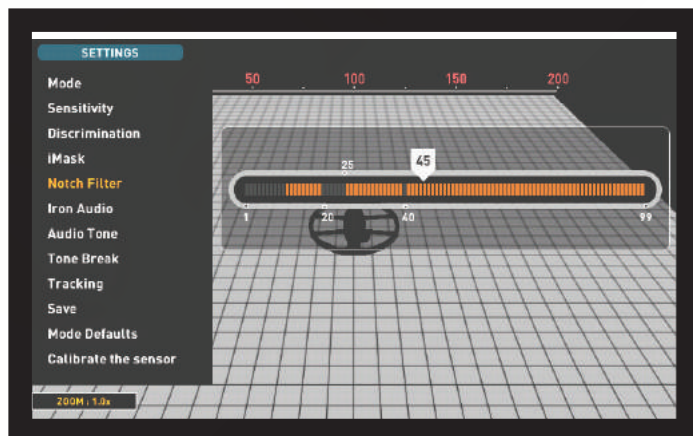 SETTINGS
Mode
Sensitivity
Discrimination
iMask
Notch Filter
Iron Audio
Audio Tone
Tone Break
Tracking
Save
Mode Defaults
Calibrate the sensor
ZOOM : 1.0x
50 100 150 200
25 45
1 20 40 99